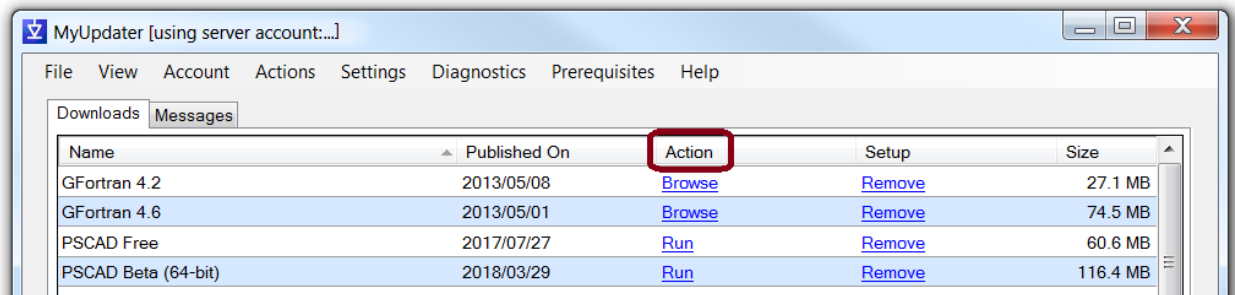 MyUpdater [using server account:...]
File View Account Actions Settings Diagnostics Prerequisites Help
Downloads Messages
Name Published On Action Setup Size
GFortran 4.2 2013/05/08 Browse Remove 27.1 MB
GFortran 4.6 2013/05/01 Browse Remove 74.5 MB
PSCAD Free 2017/07/27 Run Remove 60.6 MB
PSCAD Beta (64-bit) 2018/03/29 Run Remove 116.4 MB